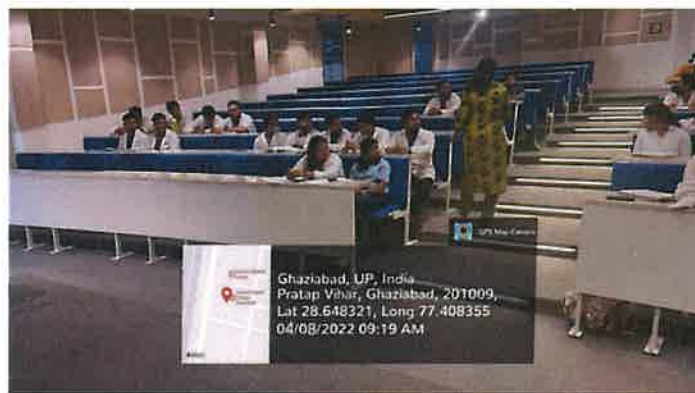 GPS Map Camera
Ghaziabad, UP, India
Pratap Vihar, Ghaziabad, 201009,
Lat 28.648321, Long 77.408355
04/08/2022 09:19 AM